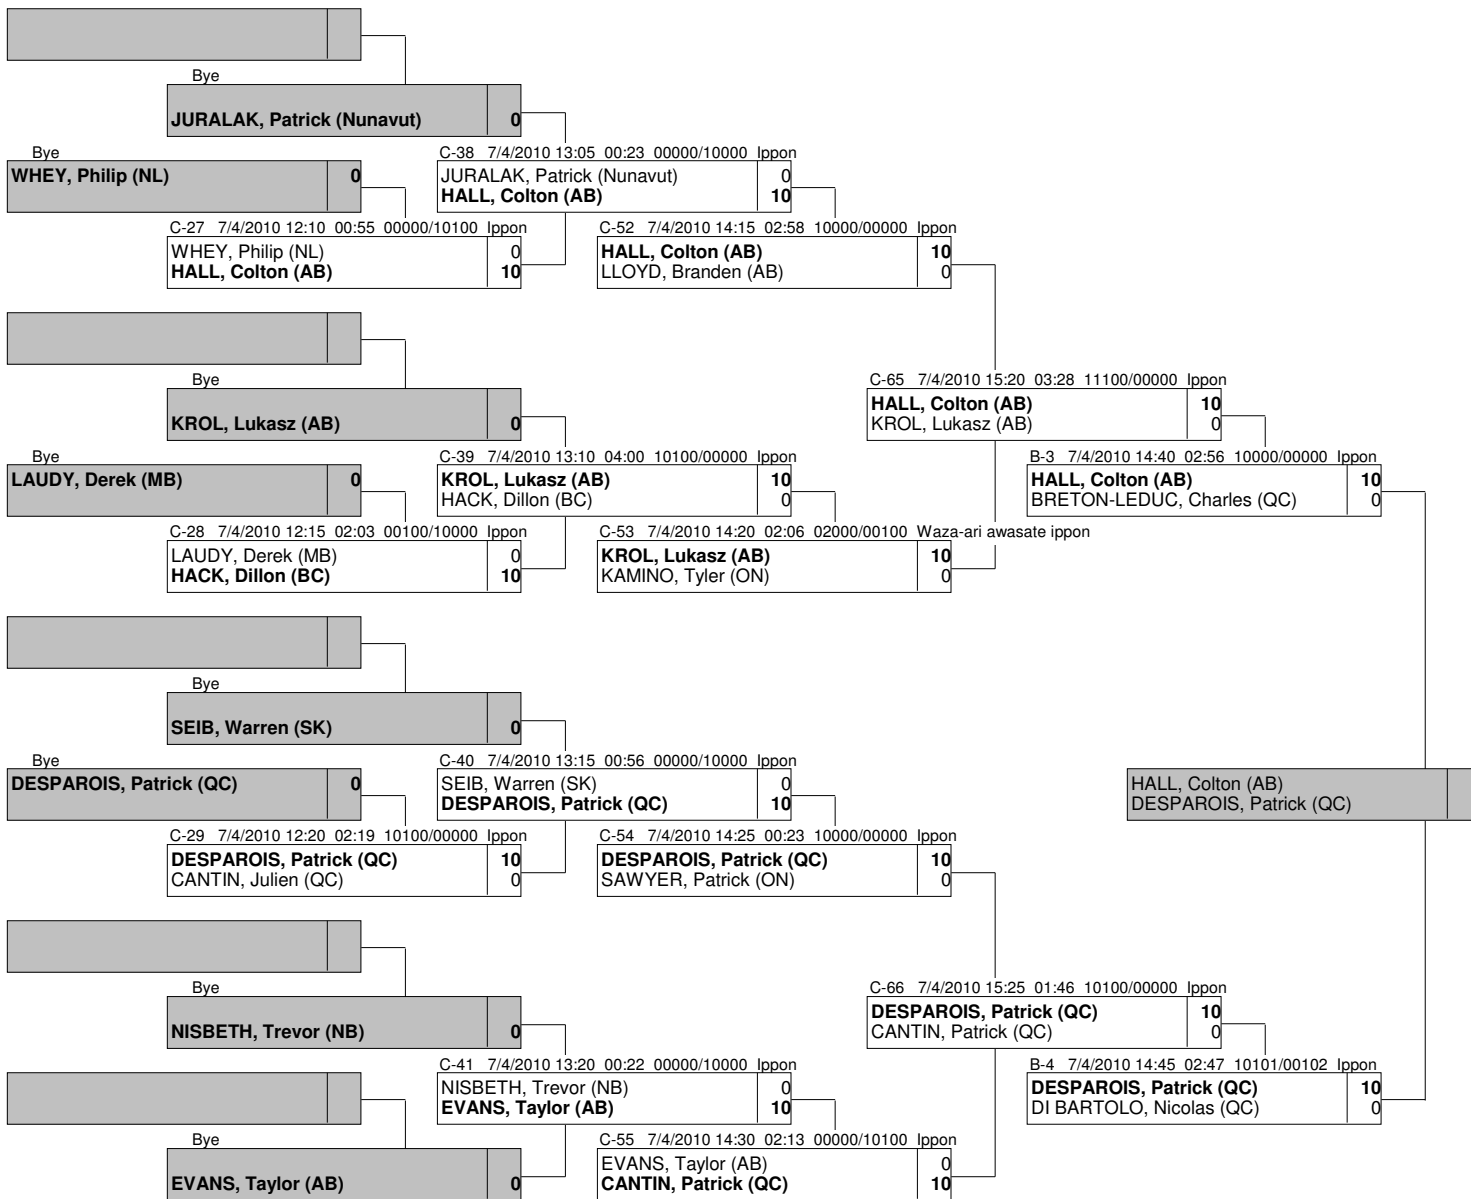 Bye
JURALAK, Patrick (Nunavut) 0
Bye
WHEY, Philip (NL) 0
C-38 7/4/2010 13:05 00:23 00000/10000 Ippon
JURALAK, Patrick (Nunavut) 0
HALL, Colton (AB) 10
C-27 7/4/2010 12:10 00:55 00000/10100 Ippon
WHEY, Philip (NL) 0
HALL, Colton (AB) 10
C-52 7/4/2010 14:15 02:58 10000/00000 Ippon
HALL, Colton (AB) 10
LLOYD, Branden (AB) 0
Bye
KROL, Lukasz (AB) 0
C-65 7/4/2010 15:20 03:28 11100/00000 Ippon
HALL, Colton (AB) 10
KROL, Lukasz (AB) 0
Bye
LAUDY, Derek (MB) 0
C-39 7/4/2010 13:10 04:00 10100/00000 Ippon
KROL, Lukasz (AB) 10
HACK, Dillon (BC) 0
B-3 7/4/2010 14:40 02:56 10000/00000 Ippon
HALL, Colton (AB) 10
BRETON-LEDUC, Charles (QC) 0
C-28 7/4/2010 12:15 02:03 00100/10000 Ippon
LAUDY, Derek (MB) 0
HACK, Dillon (BC) 10
C-53 7/4/2010 14:20 02:06 02000/00100 Waza-ari awasate ippon
KROL, Lukasz (AB) 10
KAMINO, Tyler (ON) 0
Bye
SEIB, Warren (SK) 0
Bye
DESPAROIS, Patrick (QC) 0
C-40 7/4/2010 13:15 00:56 00000/10000 Ippon
SEIB, Warren (SK) 0
DESPAROIS, Patrick (QC) 10
HALL, Colton (AB)
DESPAROIS, Patrick (QC)
C-29 7/4/2010 12:20 02:19 10100/00000 Ippon
DESPAROIS, Patrick (QC) 10
CANTIN, Julien (QC) 0
C-54 7/4/2010 14:25 00:23 10000/00000 Ippon
DESPAROIS, Patrick (QC) 10
SAWYER, Patrick (ON) 0
Bye
NISBETH, Trevor (NB) 0
C-66 7/4/2010 15:25 01:46 10100/00000 Ippon
DESPAROIS, Patrick (QC) 10
CANTIN, Patrick (QC) 0
C-41 7/4/2010 13:20 00:22 00000/10000 Ippon
NISBETH, Trevor (NB) 0
EVANS, Taylor (AB) 10
B-4 7/4/2010 14:45 02:47 10101/00102 Ippon
DESPAROIS, Patrick (QC) 10
DI BARTOLO, Nicolas (QC) 0
Bye
EVANS, Taylor (AB) 0
C-55 7/4/2010 14:30 02:13 00000/10100 Ippon
EVANS, Taylor (AB) 0
CANTIN, Patrick (QC) 10